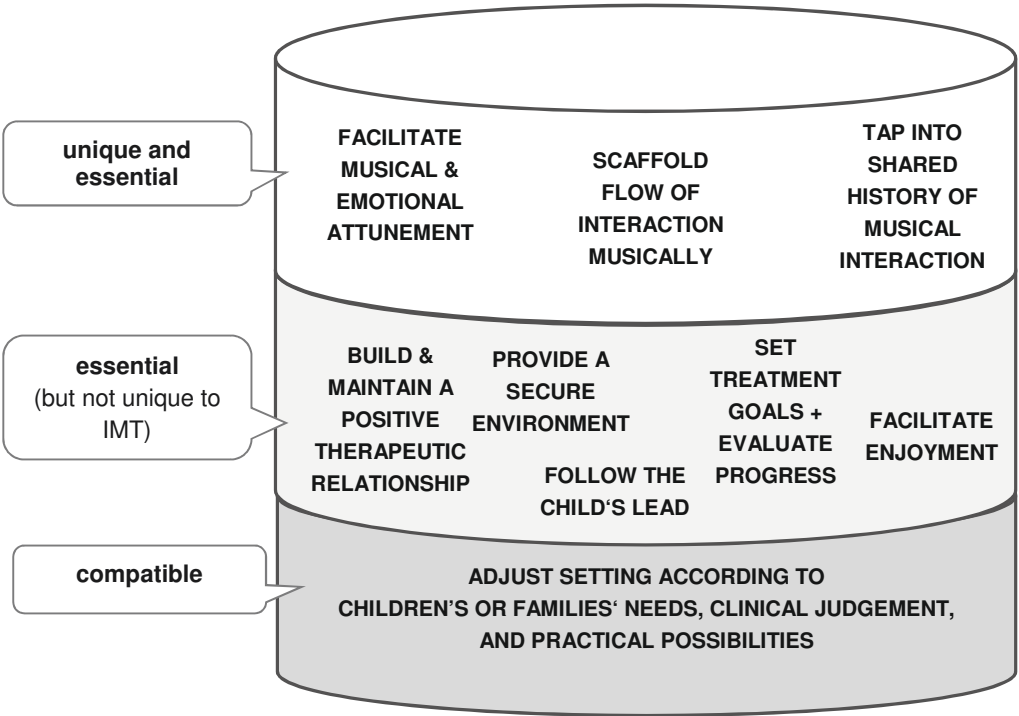 unique and
essential
FACILITATE
MUSICAL &
EMOTIONAL
ATTUNEMENT
SCAFFOLD
FLOW OF
INTERACTION
MUSICALLY
TAP INTO
SHARED
HISTORY OF
MUSICAL
INTERACTION
essential
(but not unique to
IMT)
BUILD &
MAINTAIN A
POSITIVE
THERAPEUTIC
RELATIONSHIP
PROVIDE A
SECURE
ENVIRONMENT
FOLLOW THE
CHILD‘S LEAD
SET
TREATMENT
GOALS +
EVALUATE
PROGRESS
FACILITATE
ENJOYMENT
compatible
ADJUST SETTING ACCORDING TO
CHILDREN’S OR FAMILIES‘ NEEDS, CLINICAL JUDGEMENT,
AND PRACTICAL POSSIBILITIES